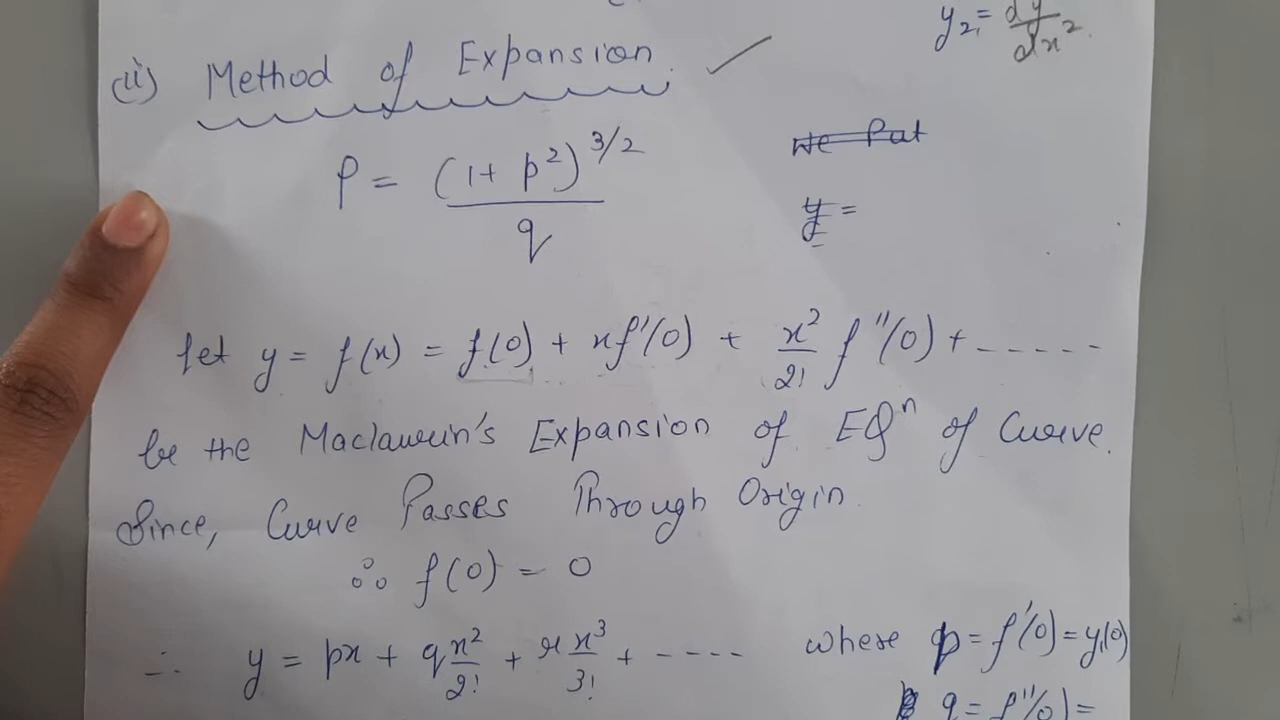 y₂ = dy/dx².
(ii) Method of Expansion ✓
ρ = (1 + p²)^3/2 / q
We Put
y =
let y = f(x) = f(0) + xf'(0) + x²/2! f''(0) + -----
be the Maclaurein's Expansion of EQⁿ of Curve.
Since, Curve Passes Through Origin.
∴ f(0) = 0
∴ y = px + q x²/2! + r x³/3! + ---- where p = f'(0) = y₁(0)
q = f''(0) =